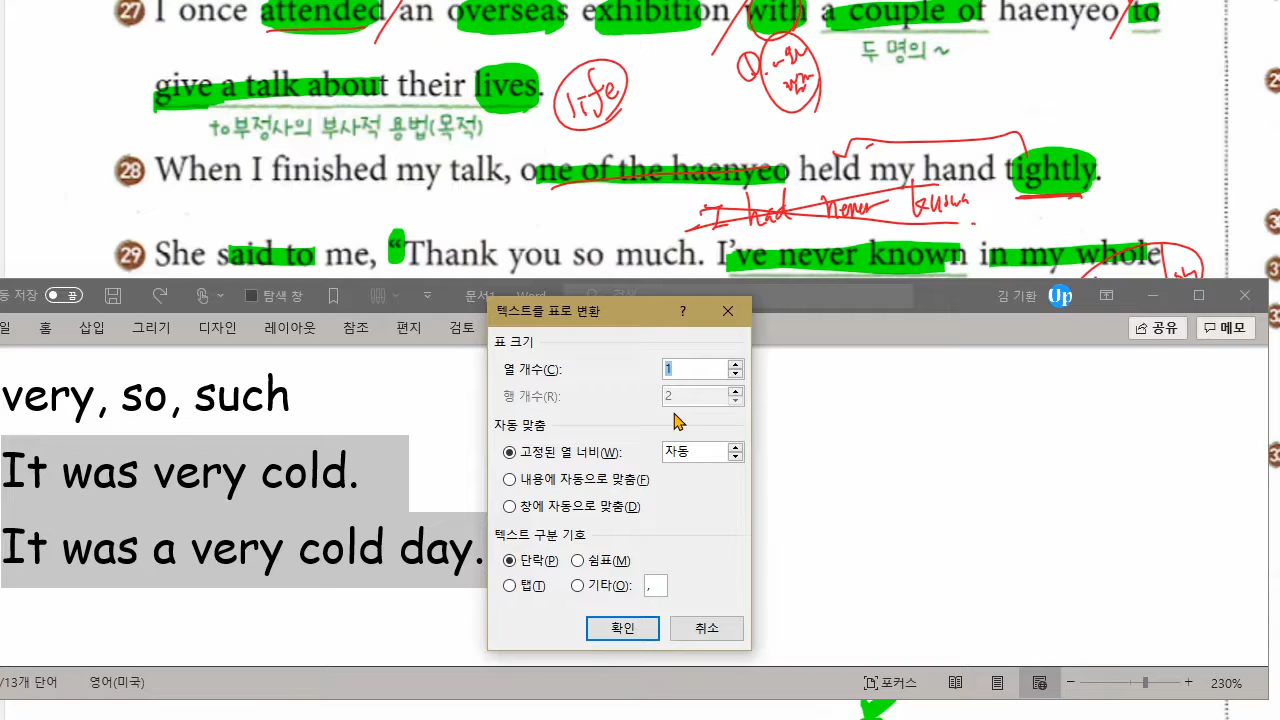 27 I once attended an overseas exhibition with a couple of haenyeo to
두 명의 ~
give a talk about their lives.
life
to부정사의 부사적 용법(목적)
28 When I finished my talk, one of the haenyeo held my hand tightly.
I had never known
29 She said to me, “Thank you so much. I’ve never known in my whole
동 저장 끔 탐색 창 문서1 Word 검색 김 기환 Up
일 홈 삽입 그리기 디자인 레이아웃 참조 편지 검토 공유 메모
텍스트를 표로 변환 ?
표 크기
열 개수(C): 1
행 개수(R): 2
자동 맞춤
고정된 열 너비(W): 자동
내용에 자동으로 맞춤(F)
창에 자동으로 맞춤(D)
텍스트 구분 기호
단락(P) 쉼표(M)
탭(T) 기타(O): ,
확인 취소
very, so, such
It was very cold.
It was a very cold day.
/13개 단어 영어(미국) 포커스 230%